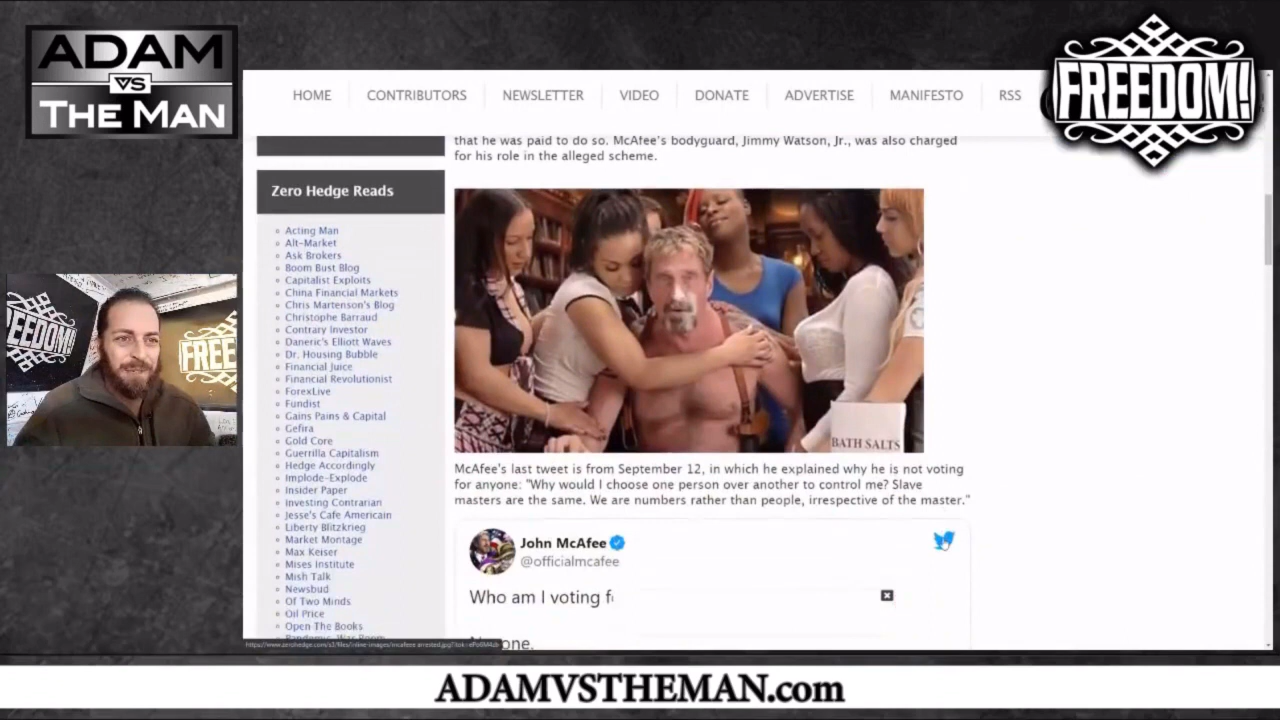 ADAM
VS
THE MAN
FREEDOM!
HOME
CONTRIBUTORS
NEWSLETTER
VIDEO
DONATE
ADVERTISE
MANIFESTO
RSS
Zero Hedge Reads
Acting Man
Alt-Market
Ask Brokers
Boom Bust Blog
Capitalist Exploits
China Financial Markets
Chris Martenson's Blog
Christophe Barraud
Contrary Investor
Daneric's Elliott Waves
Dr. Housing Bubble
Financial Juice
Financial Revolutionist
ForexLive
Fundist
Gains Pains & Capital
Gefira
Gold Core
Guerrilla Capitalism
Hedge Accordingly
Implode-Explode
Insider Paper
Investing Contrarian
Jesse's Cafe Americain
Liberty Blitzkrieg
Market Montage
Max Keiser
Mises Institute
Mish Talk
Newsbud
Of Two Minds
Oil Price
Open The Books
that he was paid to do so. McAfee's bodyguard, Jimmy Watson, Jr., was also charged
for his role in the alleged scheme.
BATH SALTS
McAfee's last tweet is from September 12, in which he explained why he is not voting
for anyone: "Why would I choose one person over another to control me? Slave
masters are the same. We are numbers rather than people, irrespective of the master."
John McAfee
@officialmcafee
Who am I voting f
one.
EEDOM!
FREE
ADAMVSTHEMAN.com